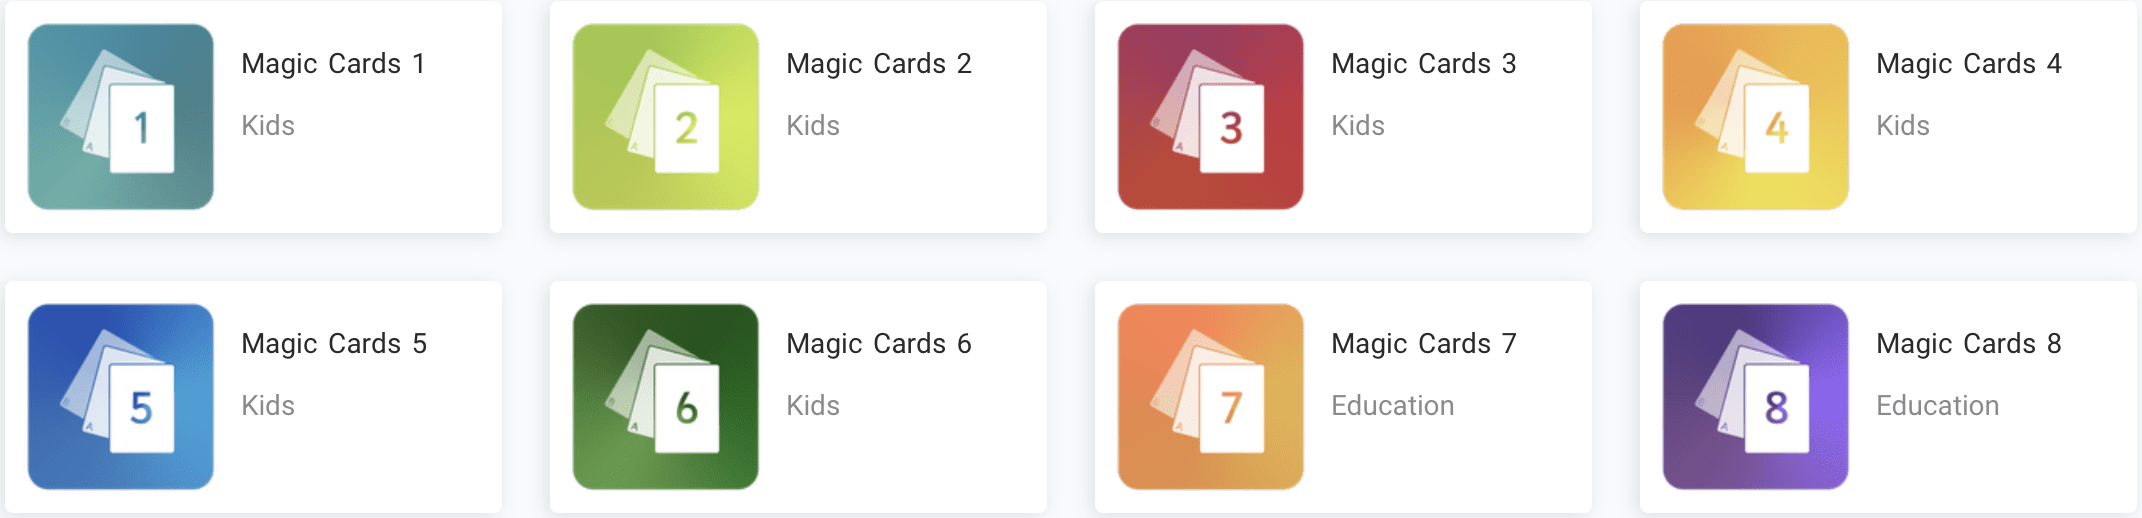 1
Magic Cards 1
Kids
A
2
Magic Cards 2
Kids
A
3
Magic Cards 3
Kids
A
4
Magic Cards 4
Kids
A
5
Magic Cards 5
Kids
A
6
Magic Cards 6
Kids
A
7
Magic Cards 7
Education
A
8
Magic Cards 8
Education
A